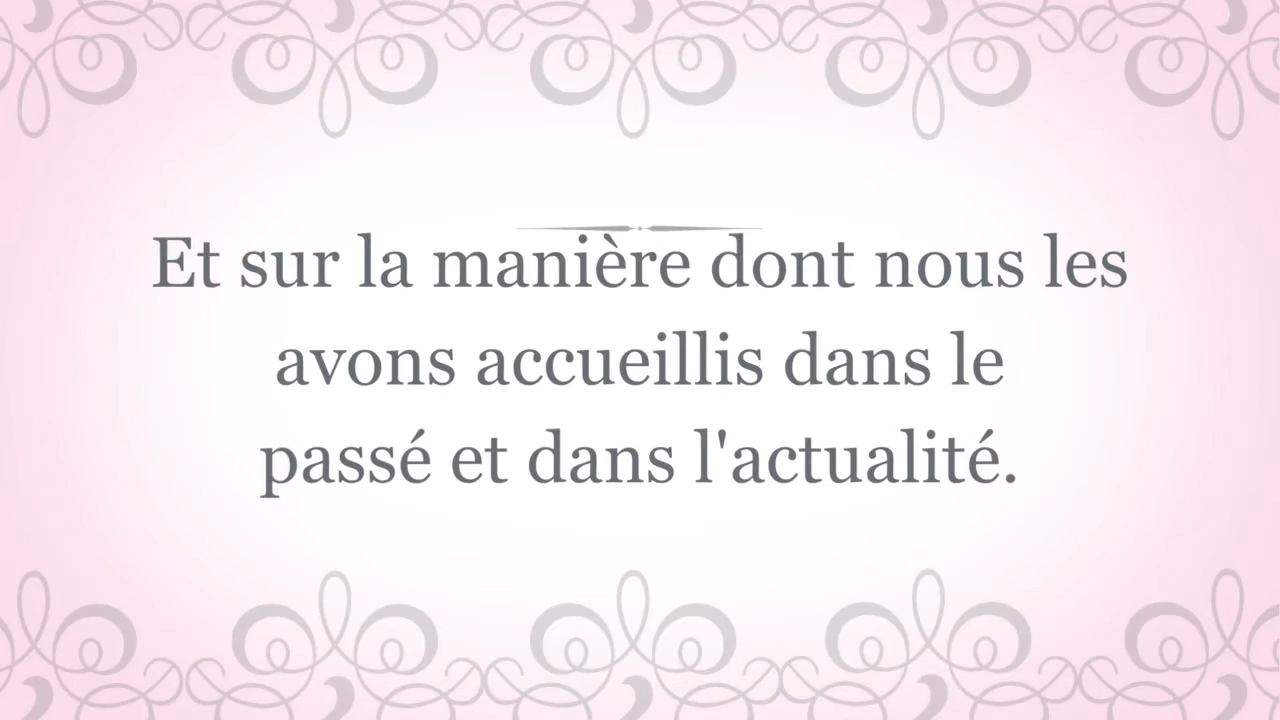 Et sur la manière dont nous les
avons accueillis dans le
passé et dans l'actualité.